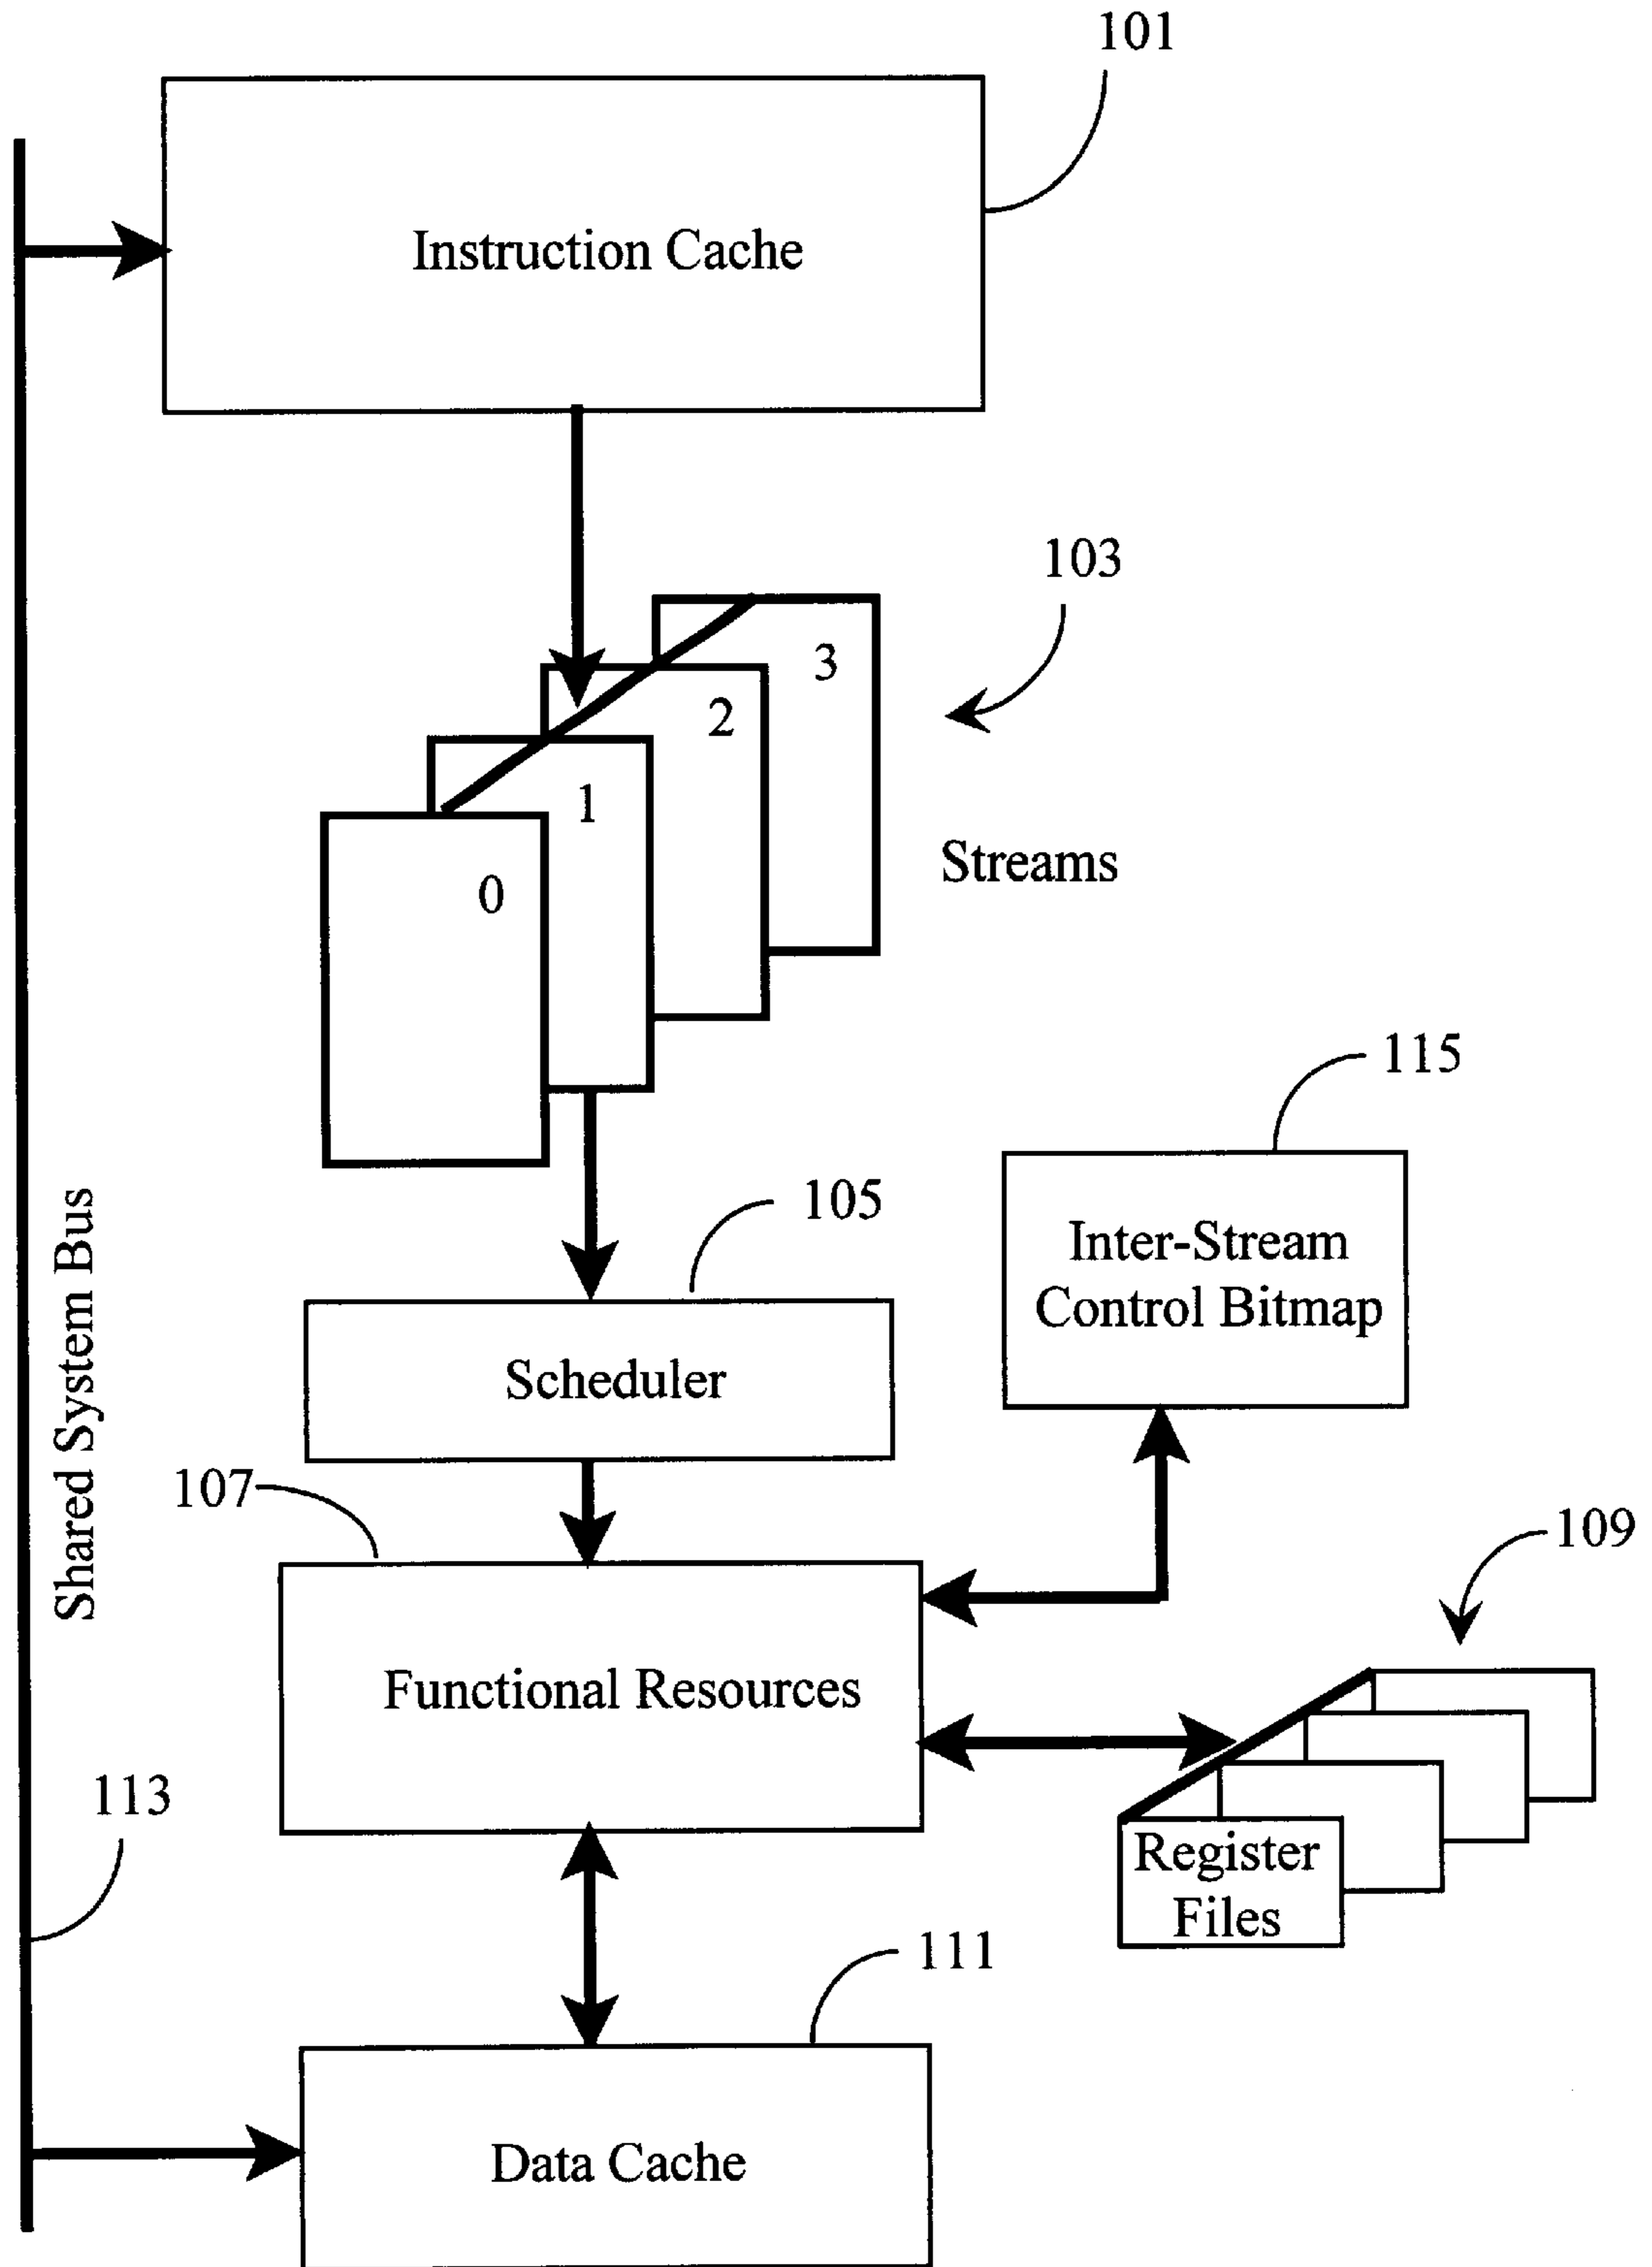 101
Instruction Cache
103
3
2
1
0
Streams
115
Inter-Stream
Control Bitmap
105
Scheduler
Shared System Bus
107
109
Functional Resources
113
Register
Files
111
Data Cache